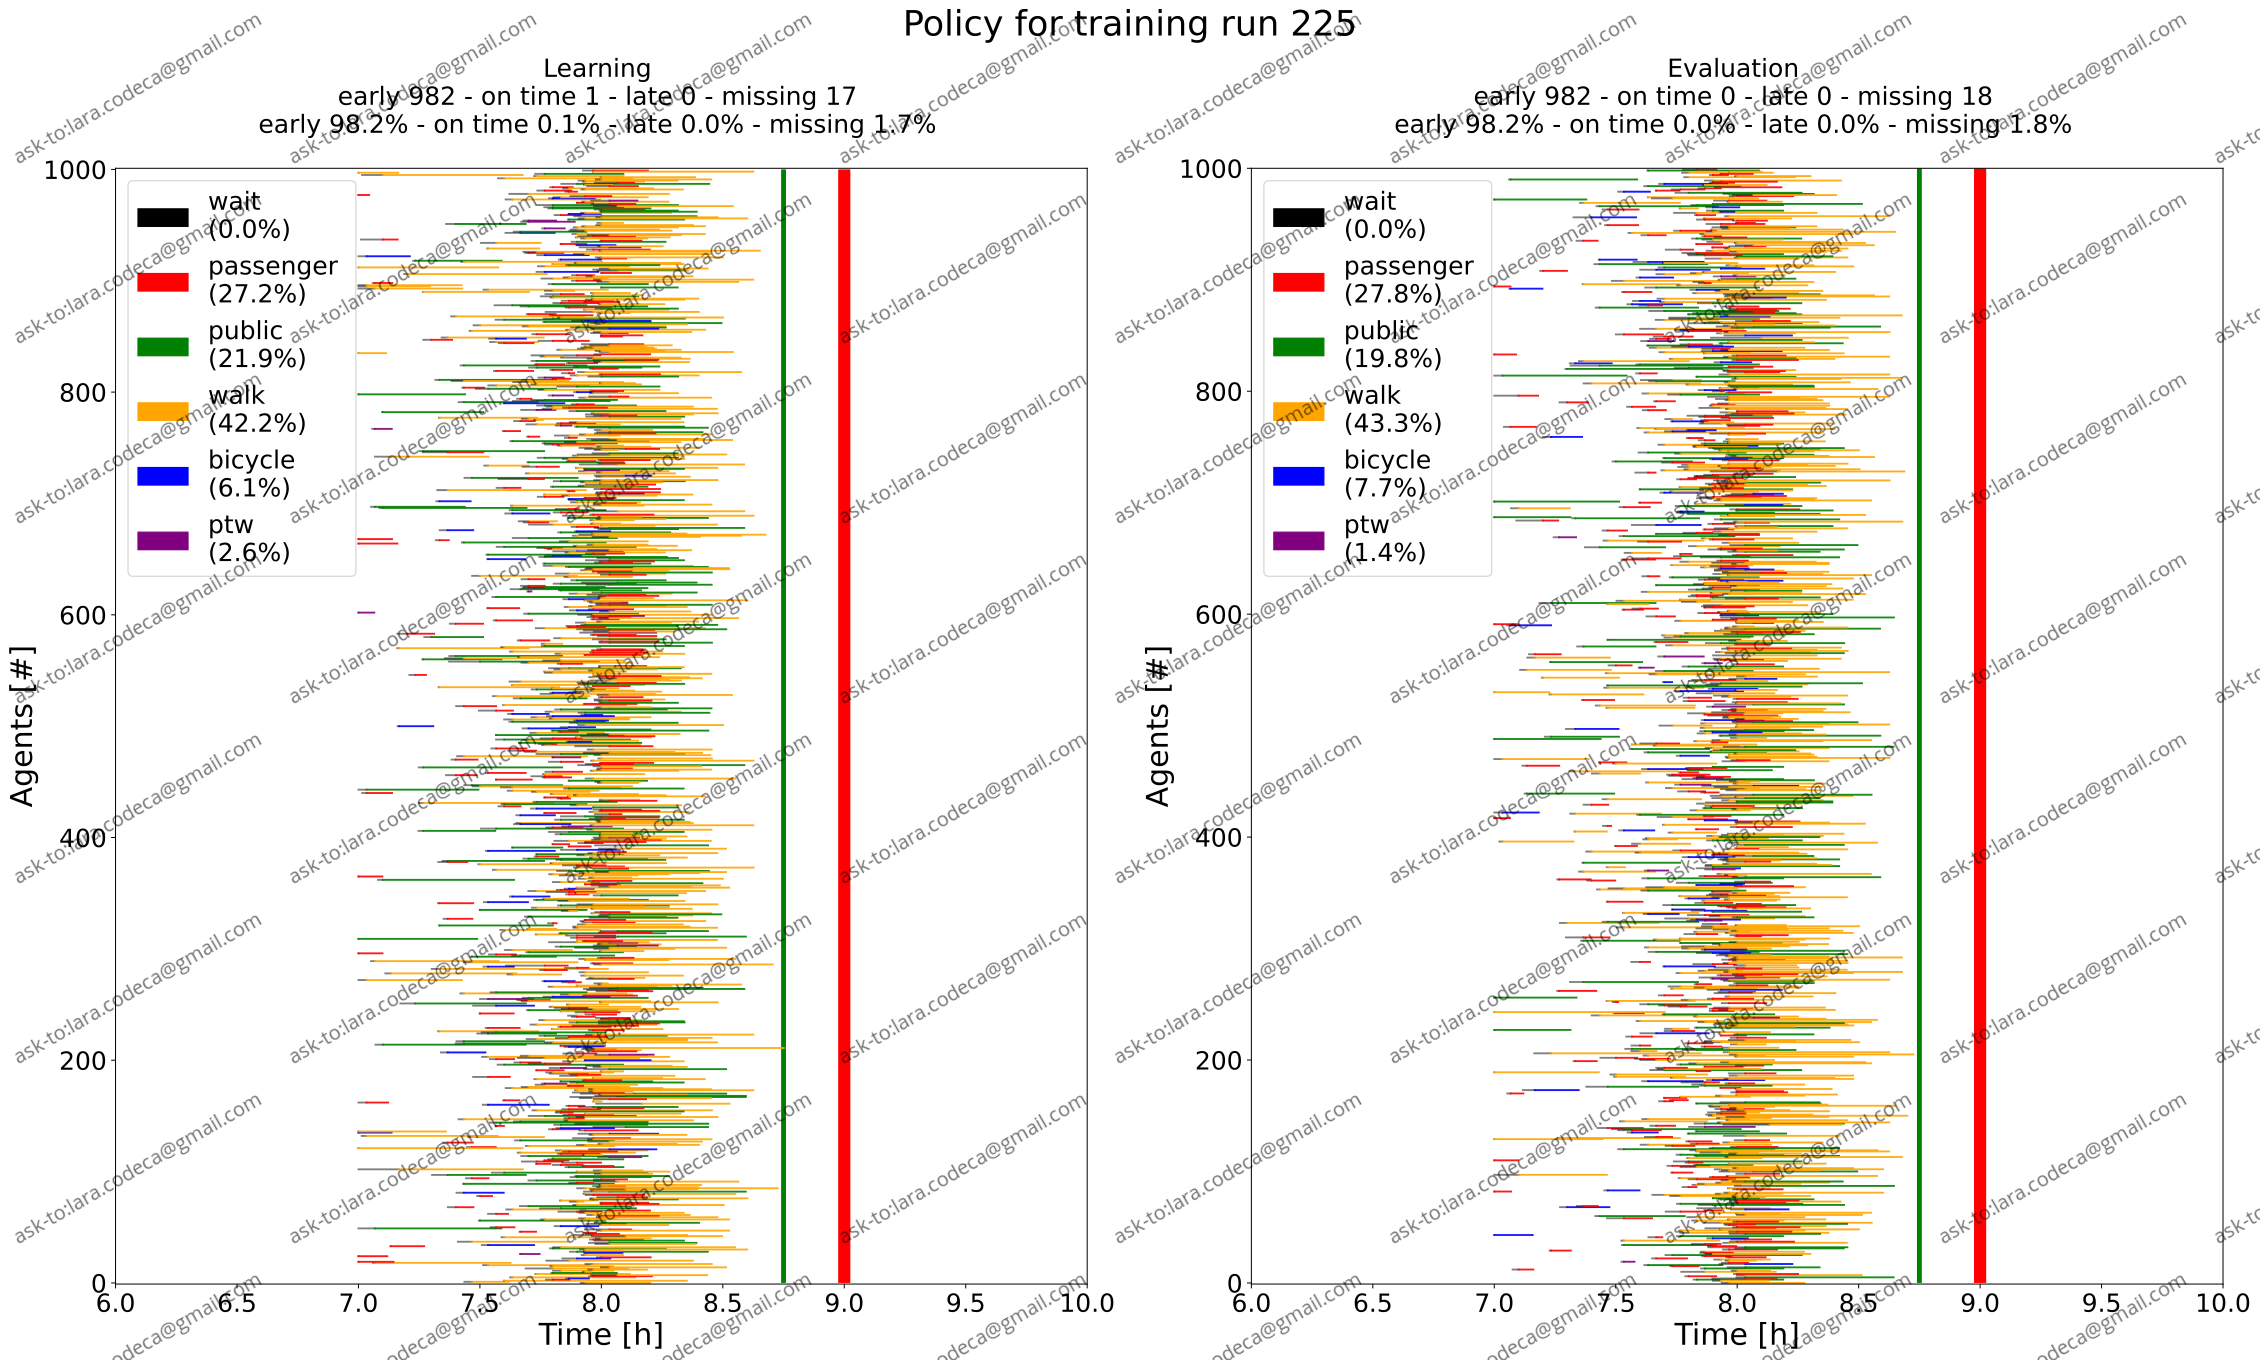 Policy for training run 225
Learning
early 982 - on time 1 - late 0 - missing 17
early 98.2% - on time 0.1% - late 0.0% - missing 1.7%
1000
800
600
400
200
0
Agents [#]
wait
(0.0%)
passenger
(27.2%)
public
(21.9%)
walk
(42.2%)
bicycle
(6.1%)
ptw
(2.6%)
6.0 6.5 7.0 7.5 8.0 8.5 9.0 9.5 10.0
Time [h]
Evaluation
early 982 - on time 0 - late 0 - missing 18
early 98.2% - on time 0.0% - late 0.0% - missing 1.8%
1000
800
600
400
200
0
Agents [#]
wait
(0.0%)
passenger
(27.8%)
public
(19.8%)
walk
(43.3%)
bicycle
(7.7%)
ptw
(1.4%)
6.0 6.5 7.0 7.5 8.0 8.5 9.0 9.5 10.0
Time [h]
ask-to:lara.codeca@gmail.com